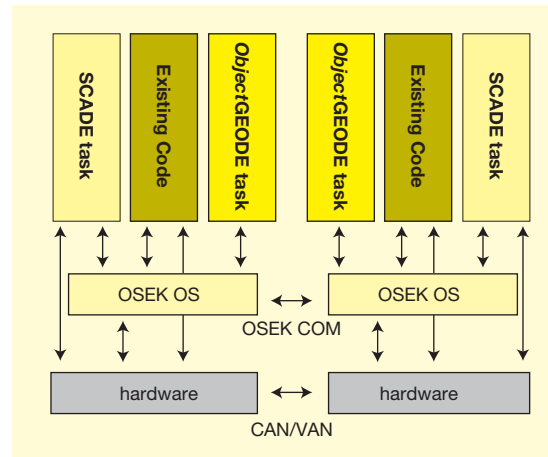 SCADE task
Existing Code
ObjectGEODE task
ObjectGEODE task
Existing Code
SCADE task
OSEK OS
OSEK OS
OSEK COM
hardware
hardware
CAN/VAN